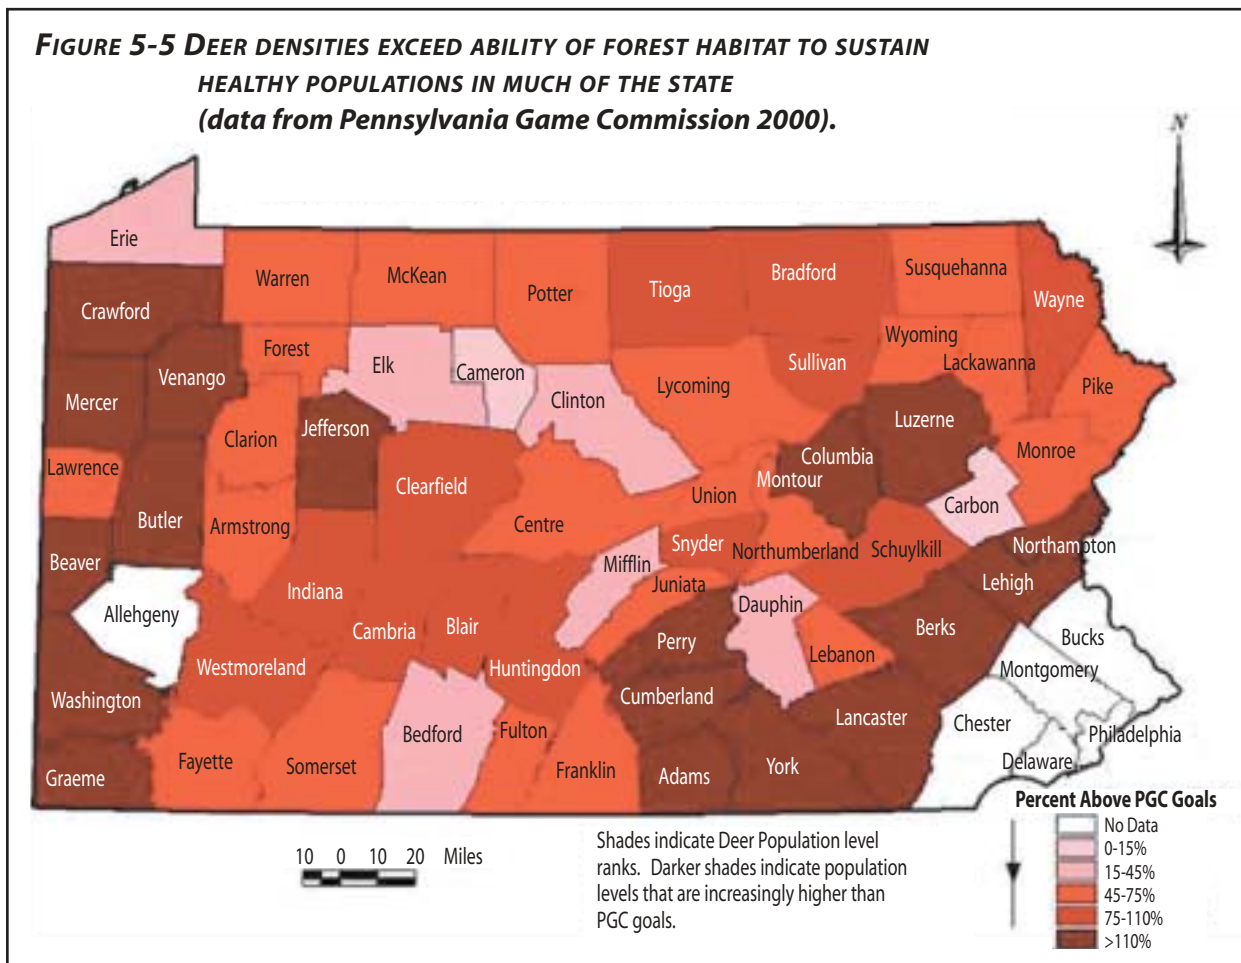 FIGURE 5-5 DEER DENSITIES EXCEED ABILITY OF FOREST HABITAT TO SUSTAIN
HEALTHY POPULATIONS IN MUCH OF THE STATE
(data from Pennsylvania Game Commission 2000).
N
Erie
Warren
McKean
Potter
Tioga
Bradford
Susquehanna
Wayne
Crawford
Forest
Elk
Cameron
Clinton
Lycoming
Sullivan
Wyoming
Lackawanna
Pike
Venango
Mercer
Clarion
Jefferson
Luzerne
Monroe
Lawrence
Clearfield
Columbia
Montour
Union
Carbon
Butler
Armstrong
Centre
Snyder
Northumberland
Schuylkill
Northampton
Beaver
Mifflin
Juniata
Lehigh
Allehgeny
Indiana
Dauphin
Cambria
Blair
Perry
Berks
Bucks
Westmoreland
Huntingdon
Lebanon
Montgomery
Washington
Cumberland
Lancaster
Chester
Philadelphia
Bedford
Fulton
Graeme
Fayette
Somerset
Franklin
Adams
York
Delaware
10 0 10 20 Miles
Shades indicate Deer Population level
ranks. Darker shades indicate population
levels that are increasingly higher than
PGC goals.
Percent Above PGC Goals
No Data
0-15%
15-45%
45-75%
75-110%
>110%